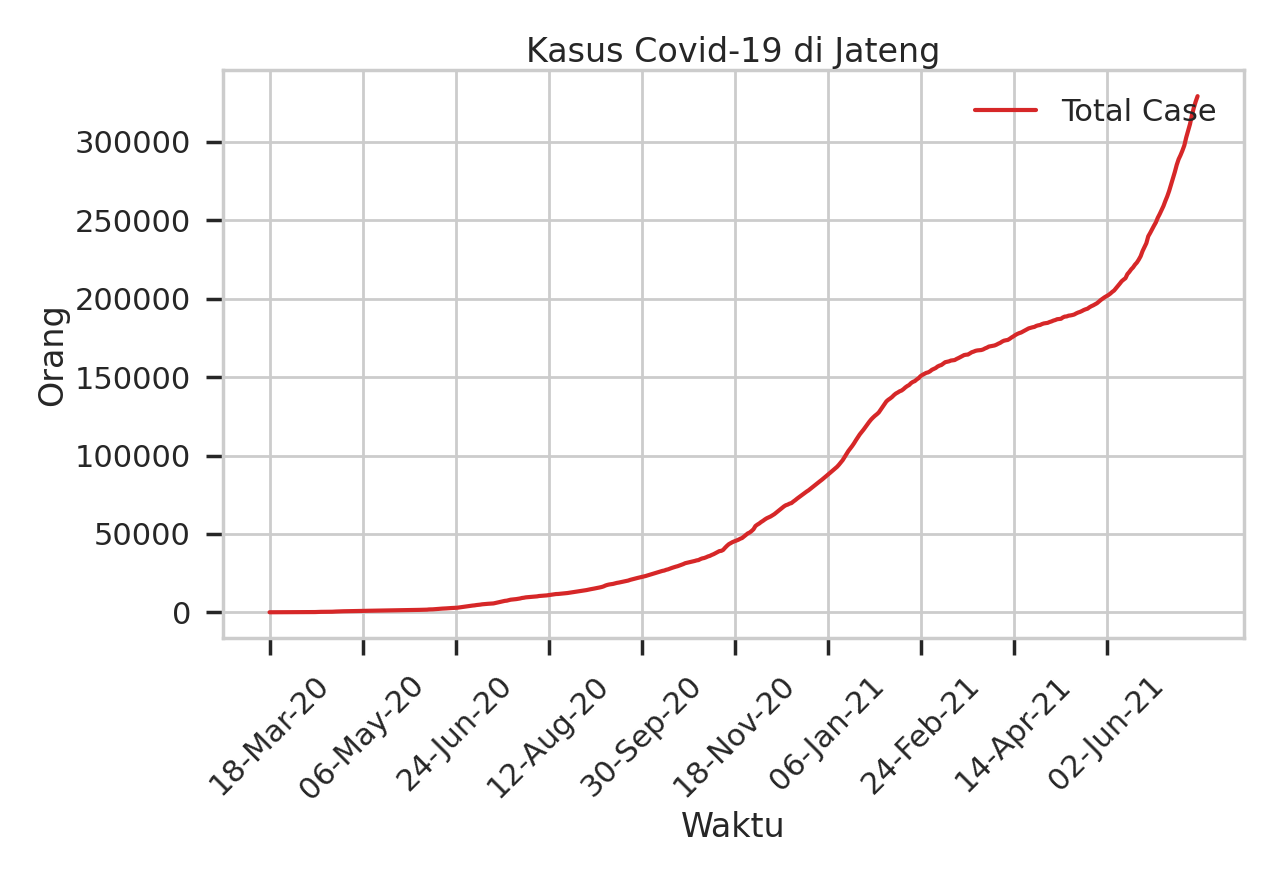 Kasus Covid-19 di Jateng
Total Case
300000
250000
200000
150000
100000
50000
0
Orang
18-Mar-20
06-May-20
24-Jun-20
12-Aug-20
30-Sep-20
18-Nov-20
06-Jan-21
24-Feb-21
14-Apr-21
02-Jun-21
Waktu